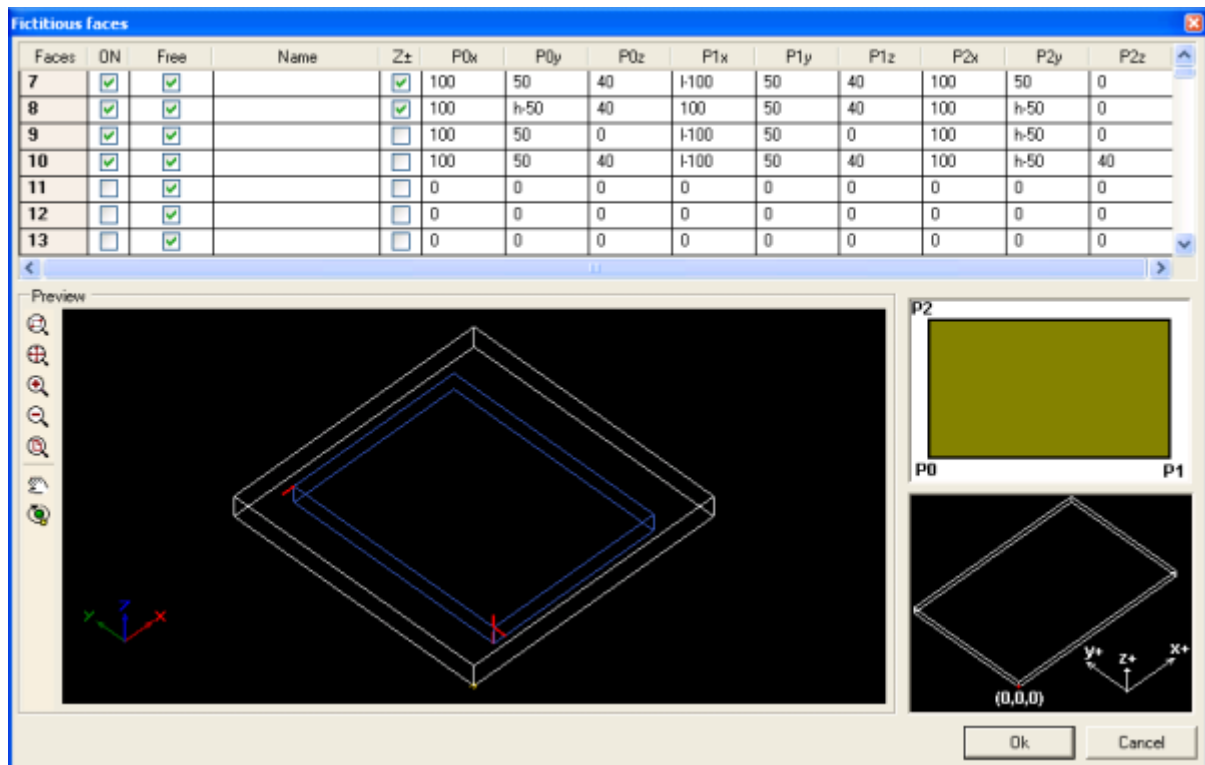 Fictitious faces
Faces ON Free Name Z± P0x P0y P0z P1x P1y P1z P2x P2y P2z
7 100 50 40 l-100 50 40 100 50 0
8 100 h-50 40 100 50 40 100 h-50 0
9 100 50 0 l-100 50 0 100 h-50 0
10 100 50 40 l-100 50 40 100 h-50 40
11 0 0 0 0 0 0 0 0 0
12 0 0 0 0 0 0 0 0 0
13 0 0 0 0 0 0 0 0 0
Preview
P2
P0 P1
Y Z X
y+ z+ x+
(0,0,0)
Ok Cancel